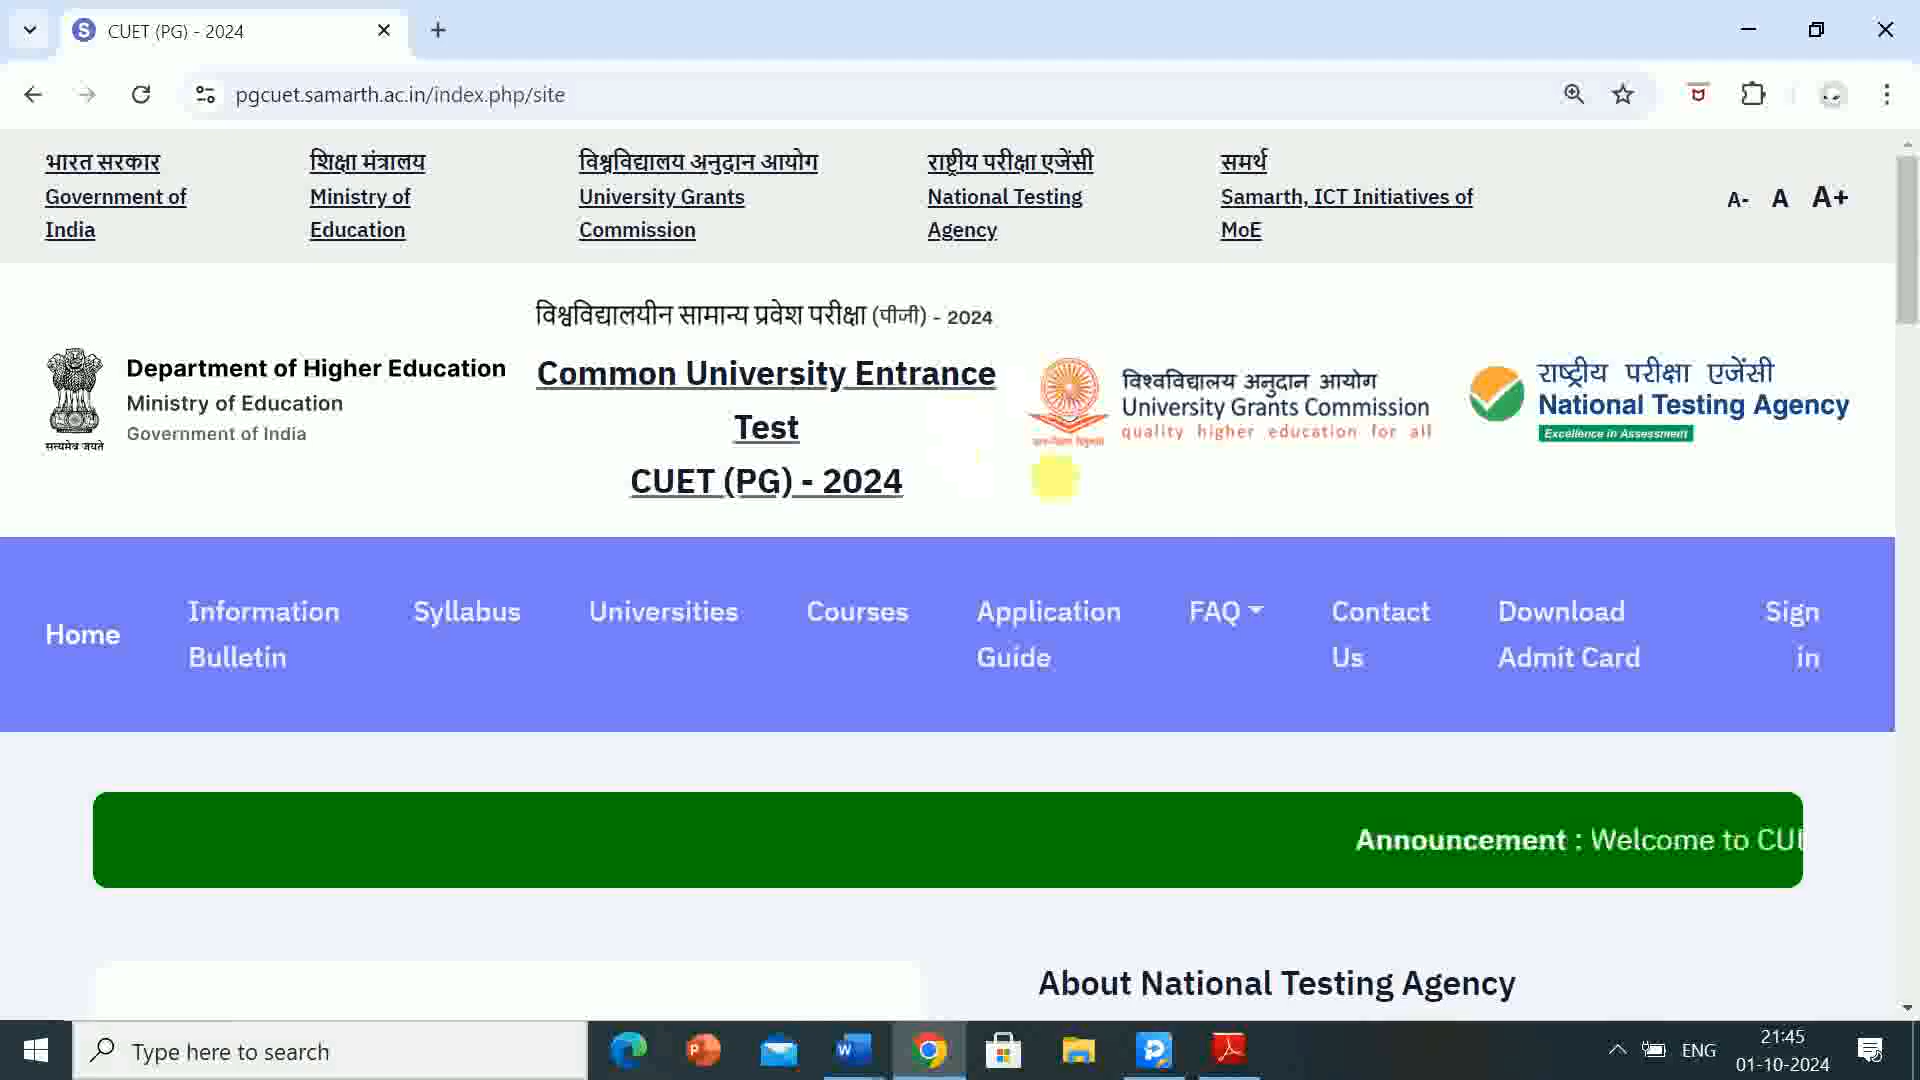 CUET (PG) - 2024
pgcuet.samarth.ac.in/index.php/site
भारत सरकार
Government of
India
शिक्षा मंत्रालय
Ministry of
Education
विश्वविद्यालय अनुदान आयोग
University Grants
Commission
राष्ट्रीय परीक्षा एजेंसी
National Testing
Agency
समर्थ
Samarth, ICT Initiatives of
MoE
A- A A+
सत्यमेव जयते
Department of Higher Education
Ministry of Education
Government of India
विश्वविद्यालयीन सामान्य प्रवेश परीक्षा (पीजी) - 2024
Common University Entrance
Test
CUET (PG) - 2024
विश्वविद्यालय अनुदान आयोग
University Grants Commission
quality higher education for all
राष्ट्रीय परीक्षा एजेंसी
National Testing Agency
Excellence in Assessment
Home
Information
Bulletin
Syllabus
Universities
Courses
Application
Guide
FAQ
Contact
Us
Download
Admit Card
Sign
in
Announcement : Welcome to CU
About National Testing Agency
Type here to search
ENG
21:45
01-10-2024